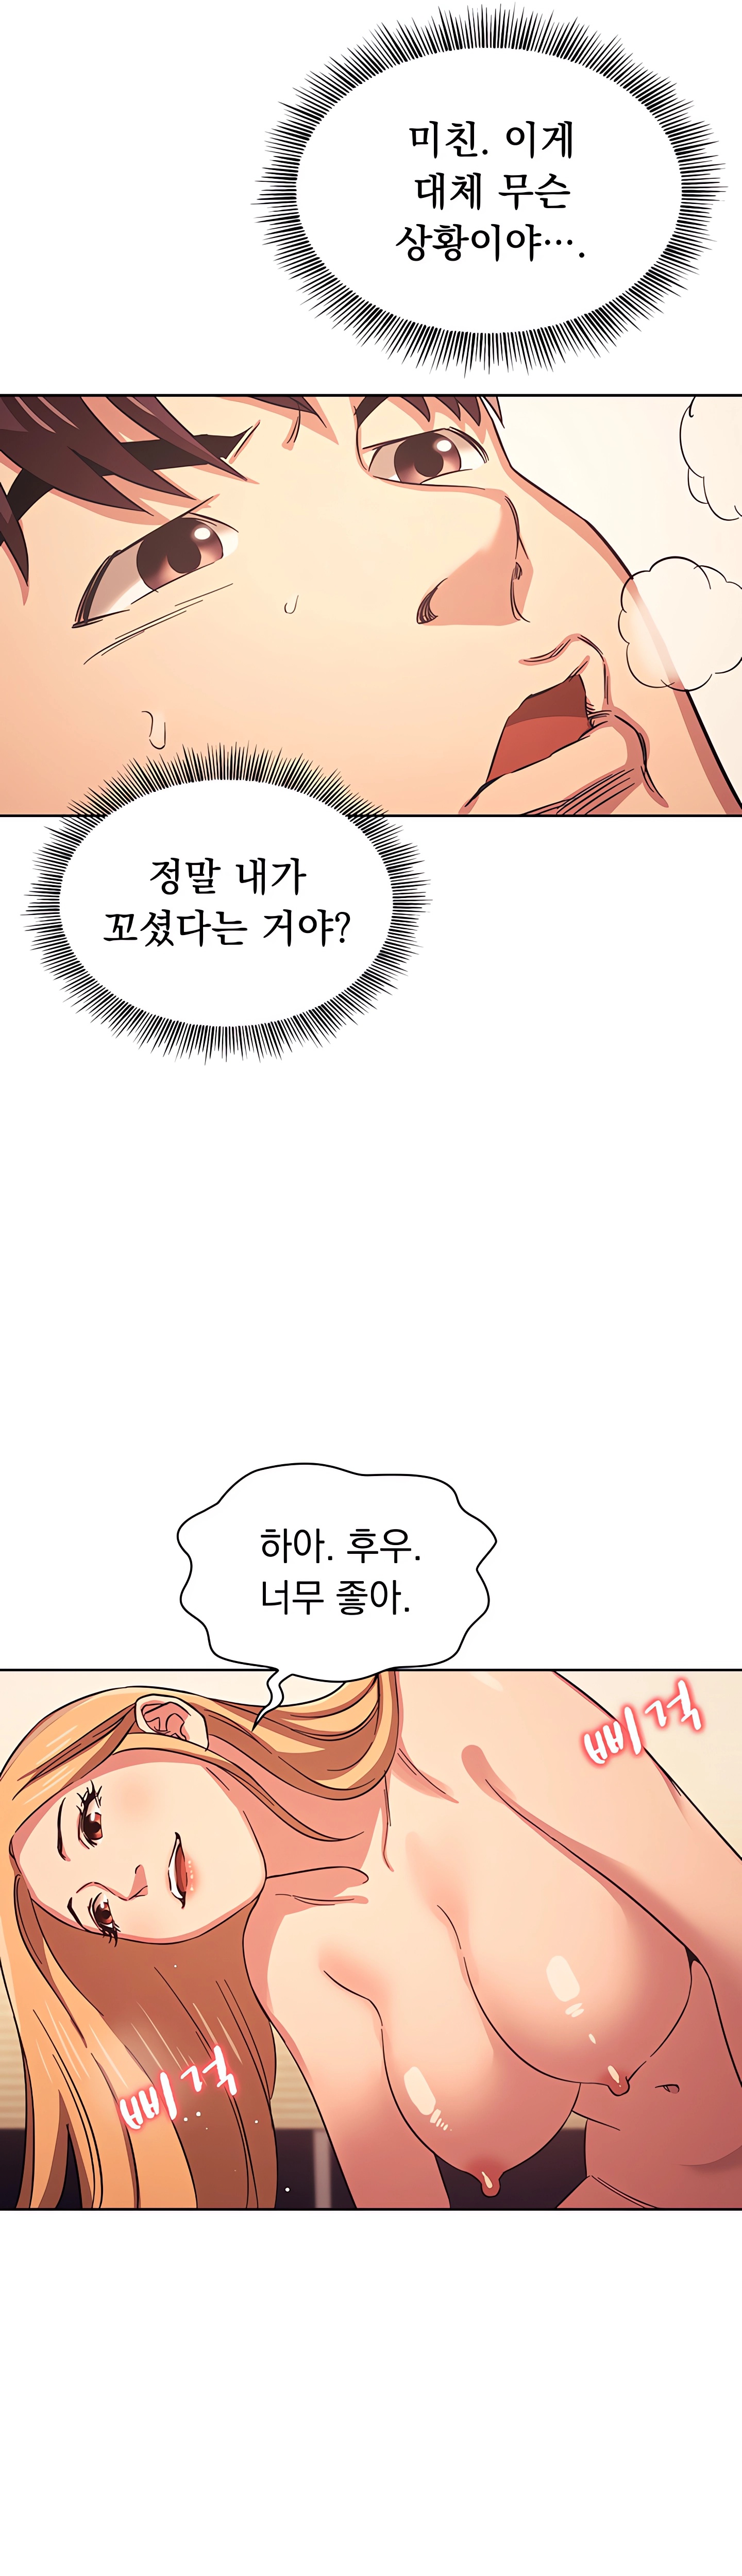 미친. 이게
대체 무슨
상황이야….
정말 내가
꼬셨다는 거야?
하아. 후우.
너무 좋아.
삐걱
삐걱